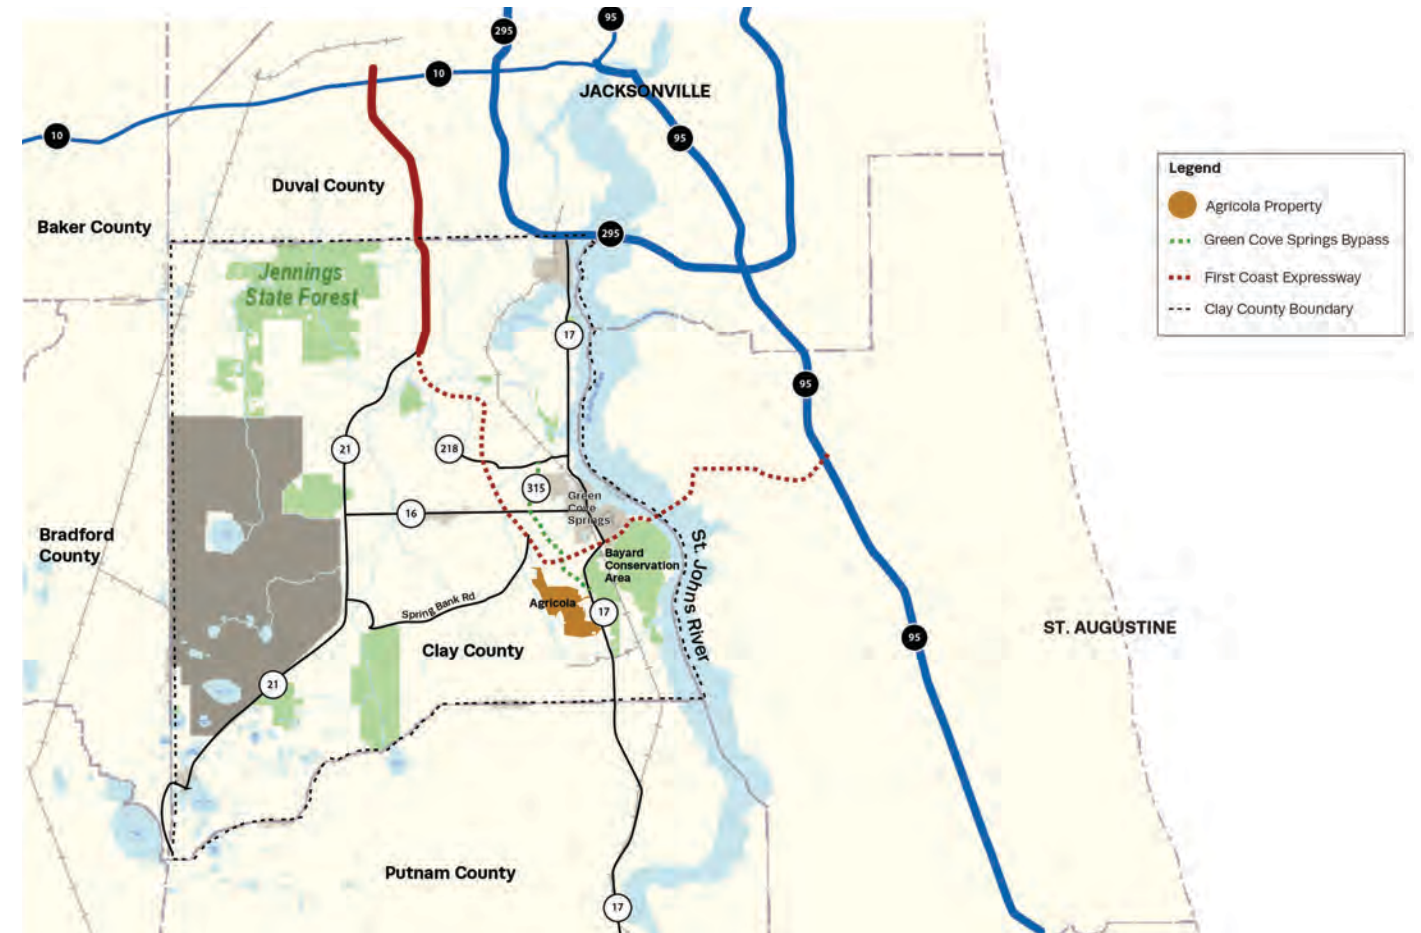 295
95
10
JACKSONVILLE
10
95
Legend
Agricola Property
Green Cove Springs Bypass
First Coast Expressway
Clay County Boundary
Duval County
Baker County
295
Jennings
State Forest
17
95
21
218
315
Green
Cove
Springs
16
Bradford
County
Bayard
Conservation
Area
St. Johns River
Spring Bank Rd
Agricola
17
95
ST. AUGUSTINE
Clay County
21
Putnam County
17